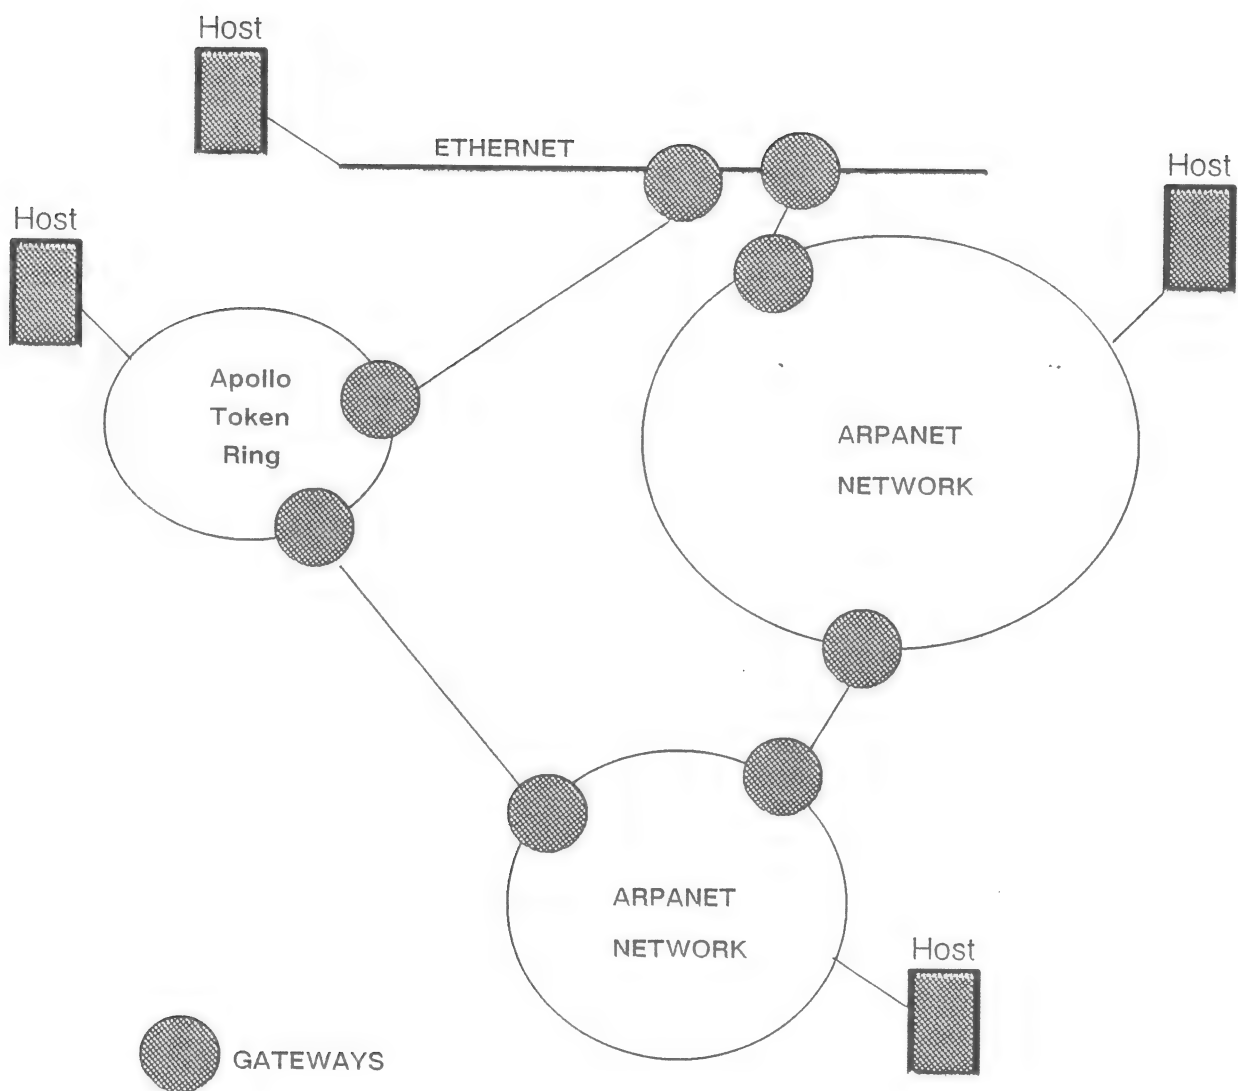 Host
ETHERNET
Host
Host
Apollo
Token
Ring
ARPANET
NETWORK
ARPANET
NETWORK
Host
GATEWAYS